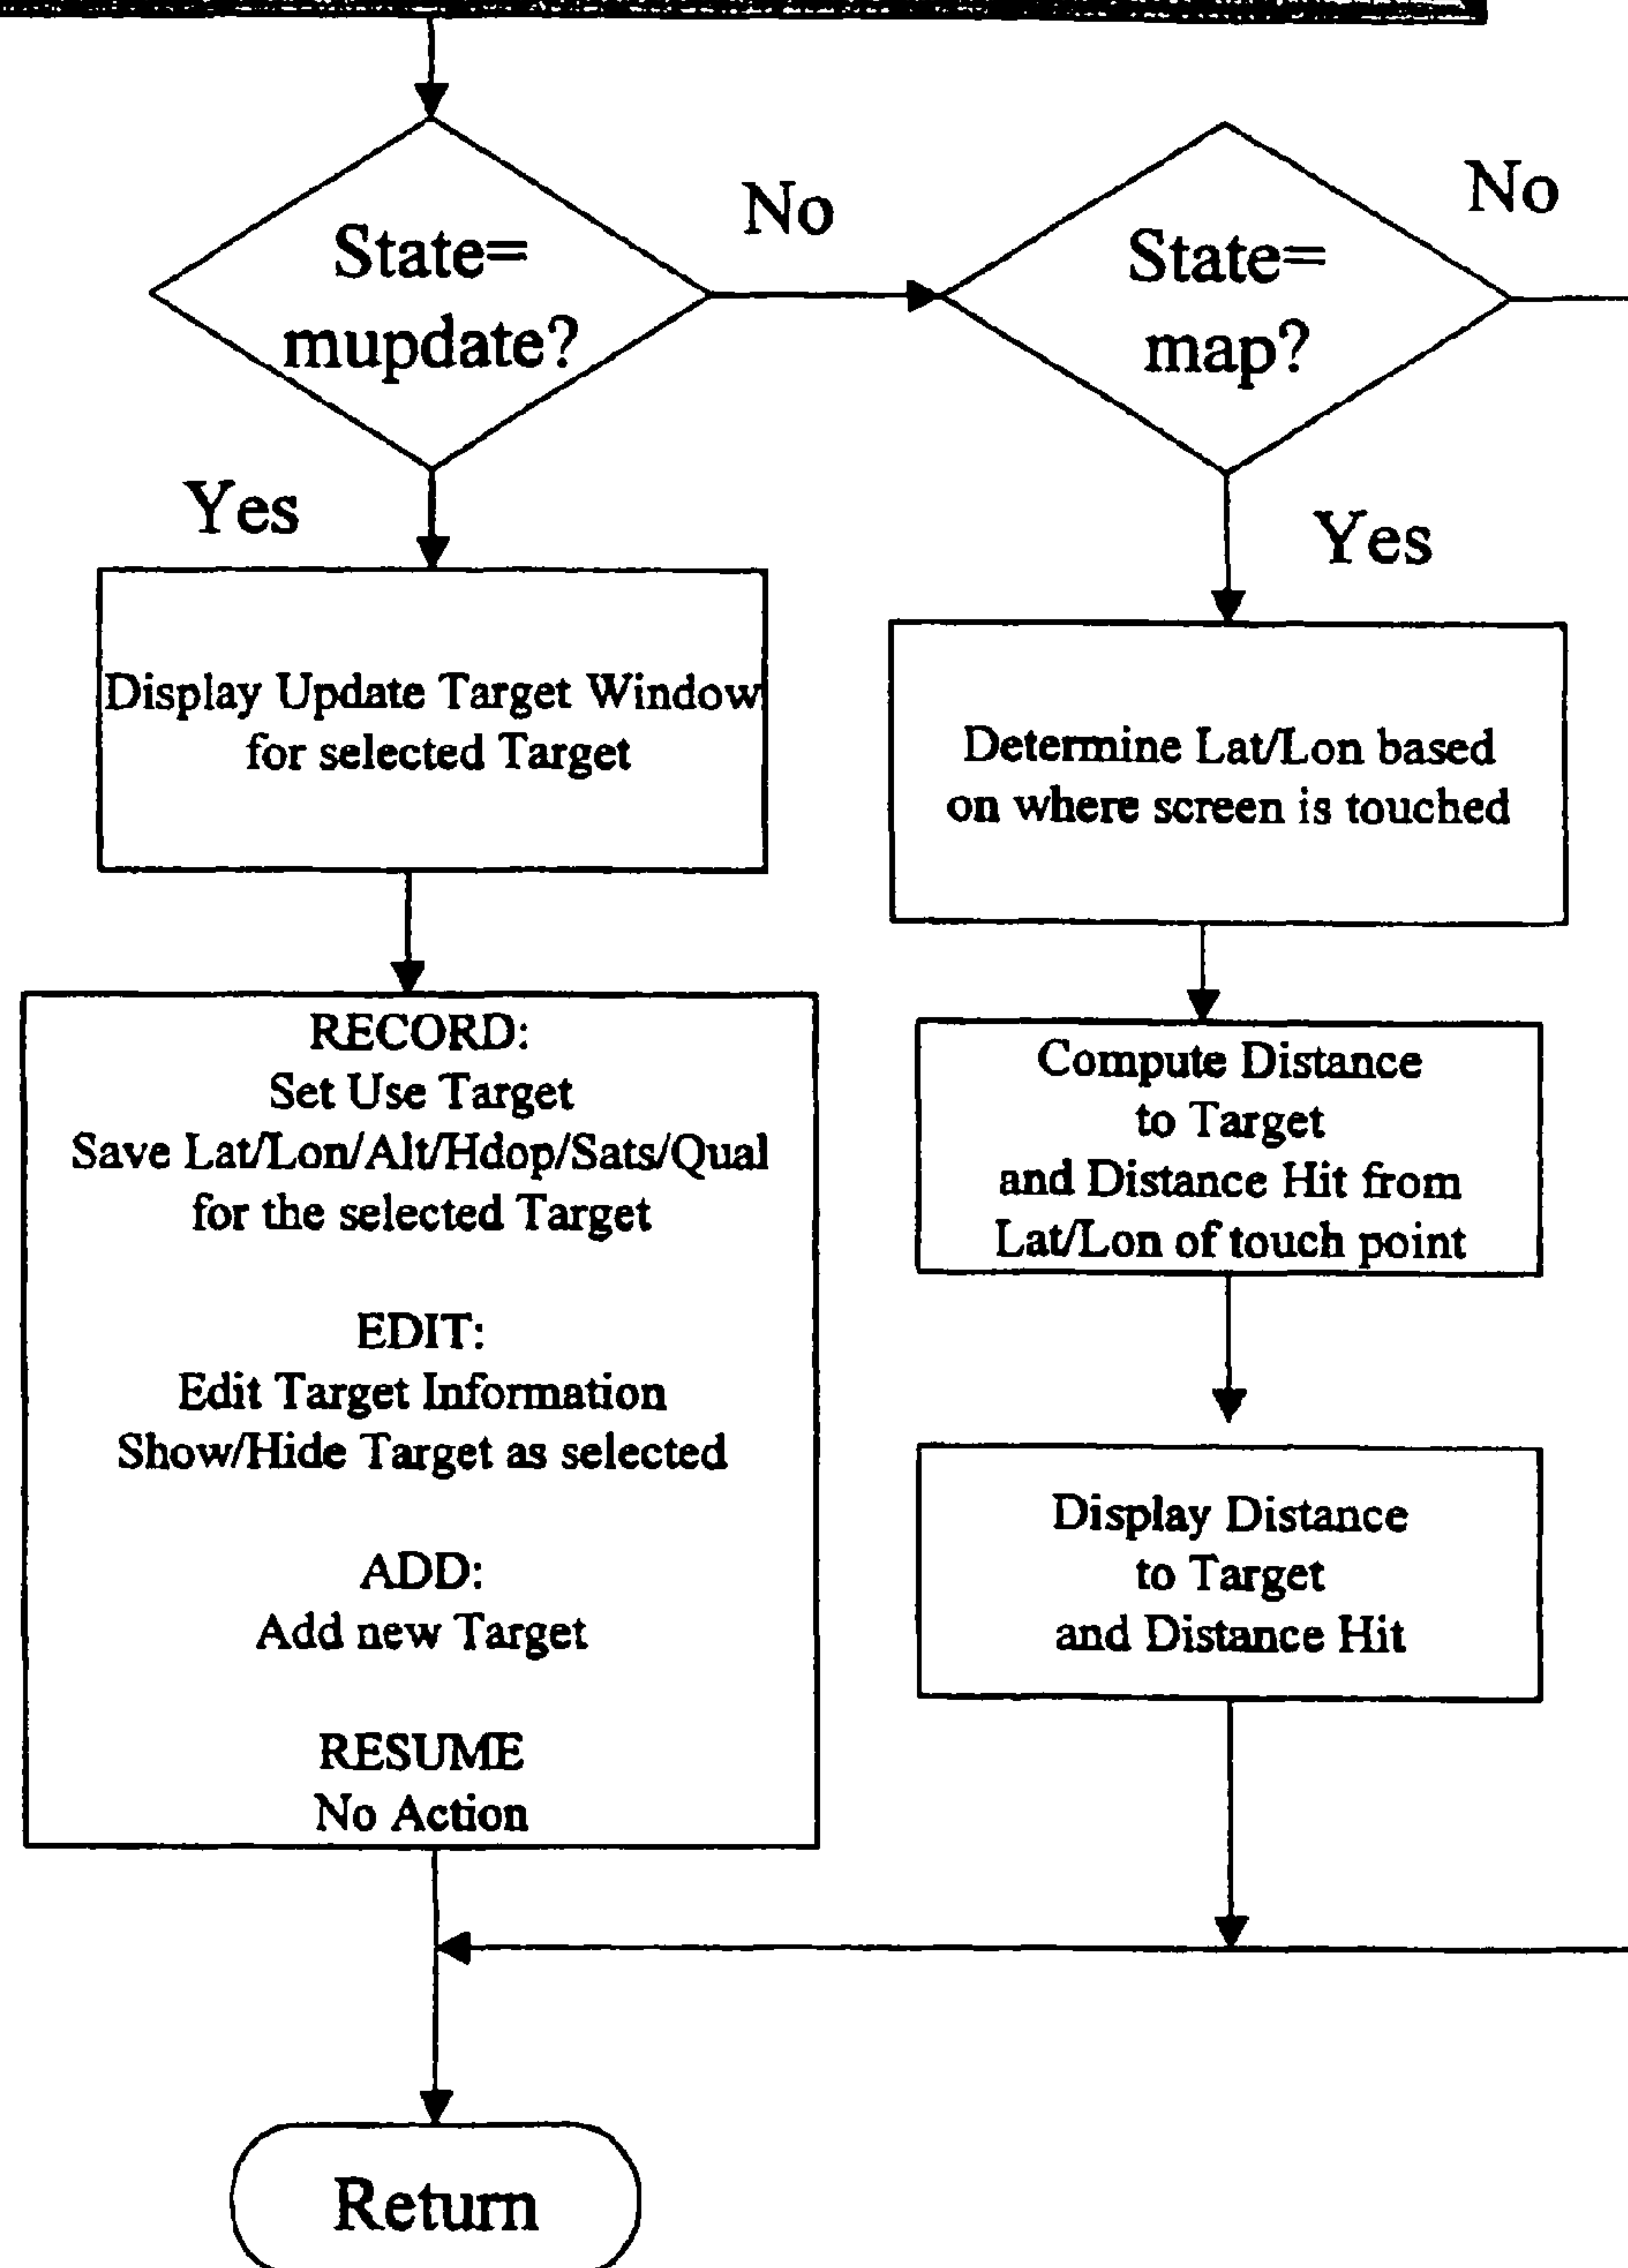 State=
mupdate?
No
State=
map?
No
Yes
Yes
Display Update Target Window
for selected Target
Determine Lat/Lon based
on where screen is touched
RECORD:
Set Use Target
Save Lat/Lon/Alt/Hdop/Sats/Qual
for the selected Target
EDIT:
Edit Target Information
Show/Hide Target as selected
ADD:
Add new Target
RESUME
No Action
Compute Distance
to Target
and Distance Hit from
Lat/Lon of touch point
Display Distance
to Target
and Distance Hit
Return